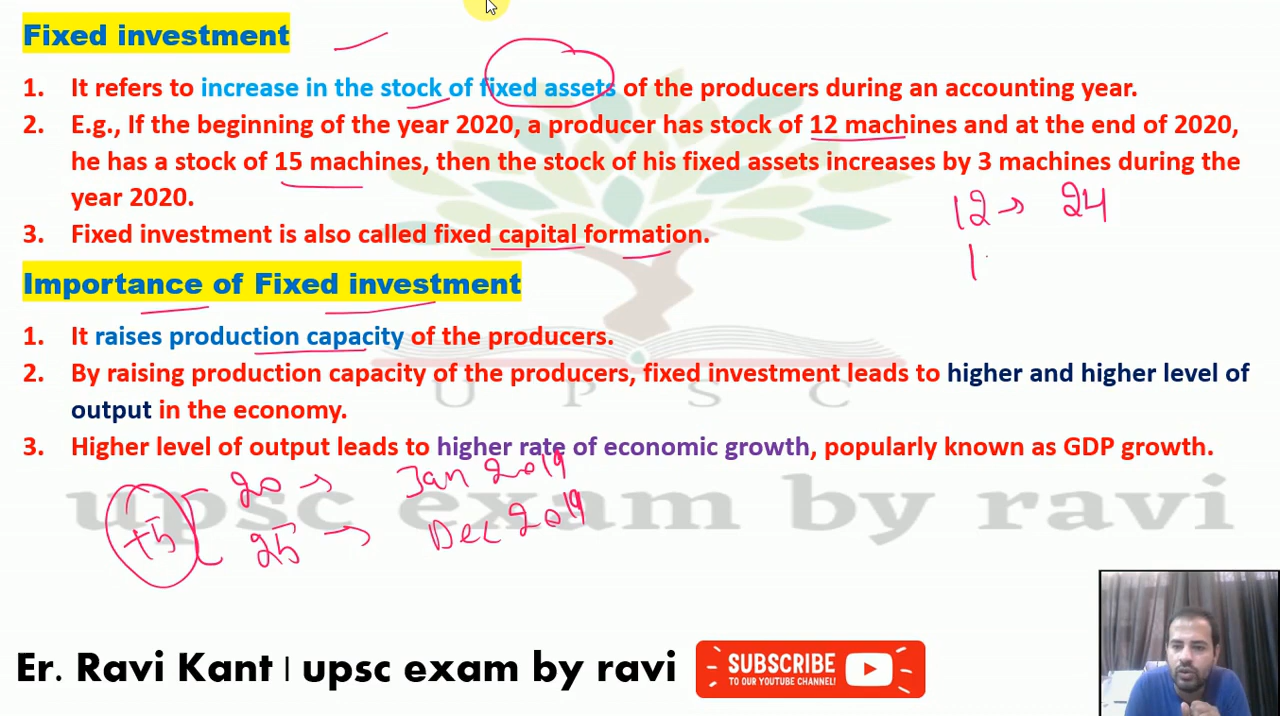 Fixed investment
1. It refers to increase in the stock of fixed assets of the producers during an accounting year.
2. E.g., If the beginning of the year 2020, a producer has stock of 12 machines and at the end of 2020,
he has a stock of 15 machines, then the stock of his fixed assets increases by 3 machines during the
year 2020.
12 → 24
3. Fixed investment is also called fixed capital formation.
1
Importance of Fixed investment
1. It raises production capacity of the producers.
2. By raising production capacity of the producers, fixed investment leads to higher and higher level of
UPSC
output in the economy.
3. Higher level of output leads to higher rate of economic growth, popularly known as GDP growth.
20 → Jan 2019
upsc exam by ravi
+5 25 → Dec 2019
Er. Ravi Kant | upsc exam by ravi
SUBSCRIBE
TO OUR YOUTUBE CHANNEL!